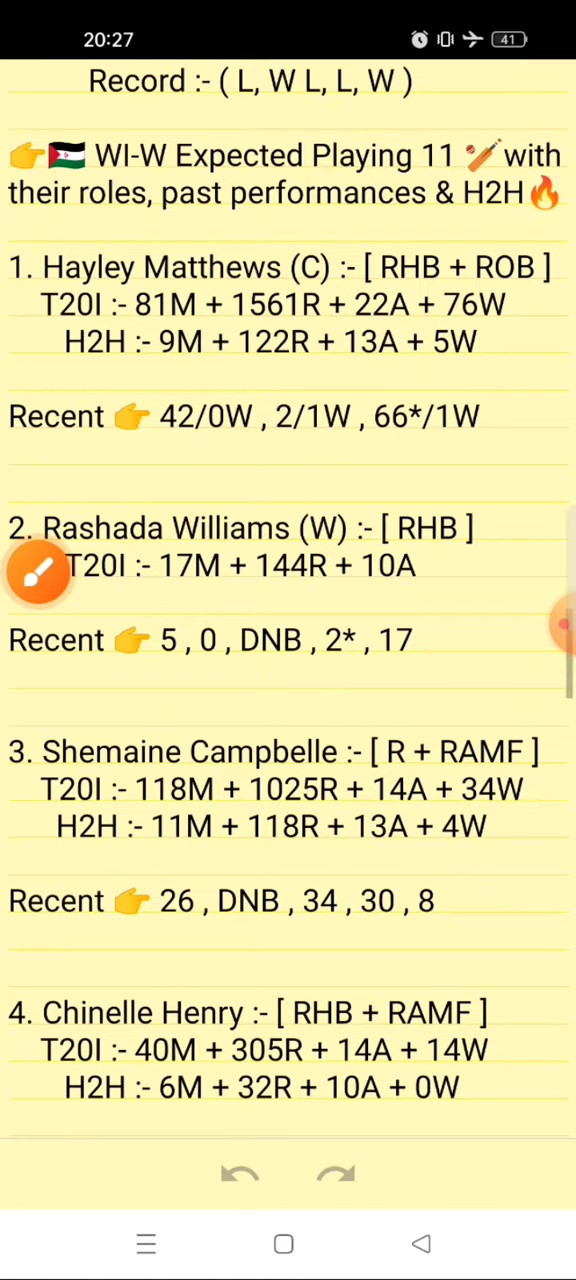 20:27
41
Record :- ( L, W L, L, W )
👉🇪🇭 WI-W Expected Playing 11 🏏with
their roles, past performances & H2H🔥
1. Hayley Matthews (C) :- [ RHB + ROB ]
T20I :- 81M + 1561R + 22A + 76W
H2H :- 9M + 122R + 13A + 5W
Recent 👉 42/0W , 2/1W , 66*/1W
2. Rashada Williams (W) :- [ RHB ]
T20I :- 17M + 144R + 10A
Recent 👉 5 , 0 , DNB , 2* , 17
3. Shemaine Campbelle :- [ R + RAMF ]
T20I :- 118M + 1025R + 14A + 34W
H2H :- 11M + 118R + 13A + 4W
Recent 👉 26 , DNB , 34 , 30 , 8
4. Chinelle Henry :- [ RHB + RAMF ]
T20I :- 40M + 305R + 14A + 14W
H2H :- 6M + 32R + 10A + 0W